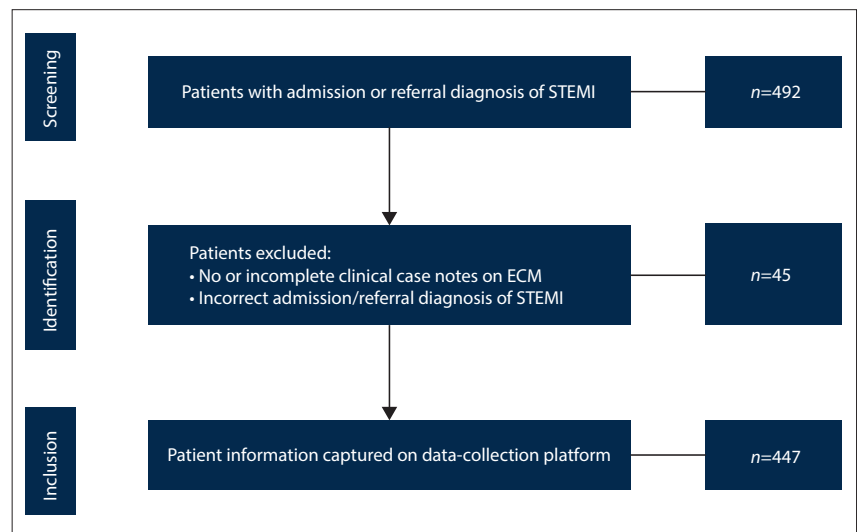 Screening
Patients with admission or referral diagnosis of STEMI
n=492
Identification
Patients excluded:
• No or incomplete clinical case notes on ECM
• Incorrect admission/referral diagnosis of STEMI
n=45
Inclusion
Patient information captured on data-collection platform
n=447